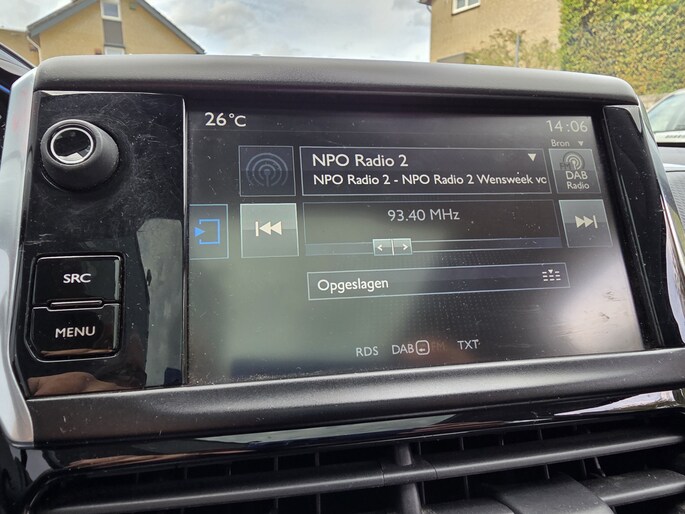 26°C
14:06
Bron
NPO Radio 2
NPO Radio 2 - NPO Radio 2 Wensweek vc
DAB
Radio
93.40 MHz
SRC
Opgeslagen
MENU
RDS DAB FM TXT